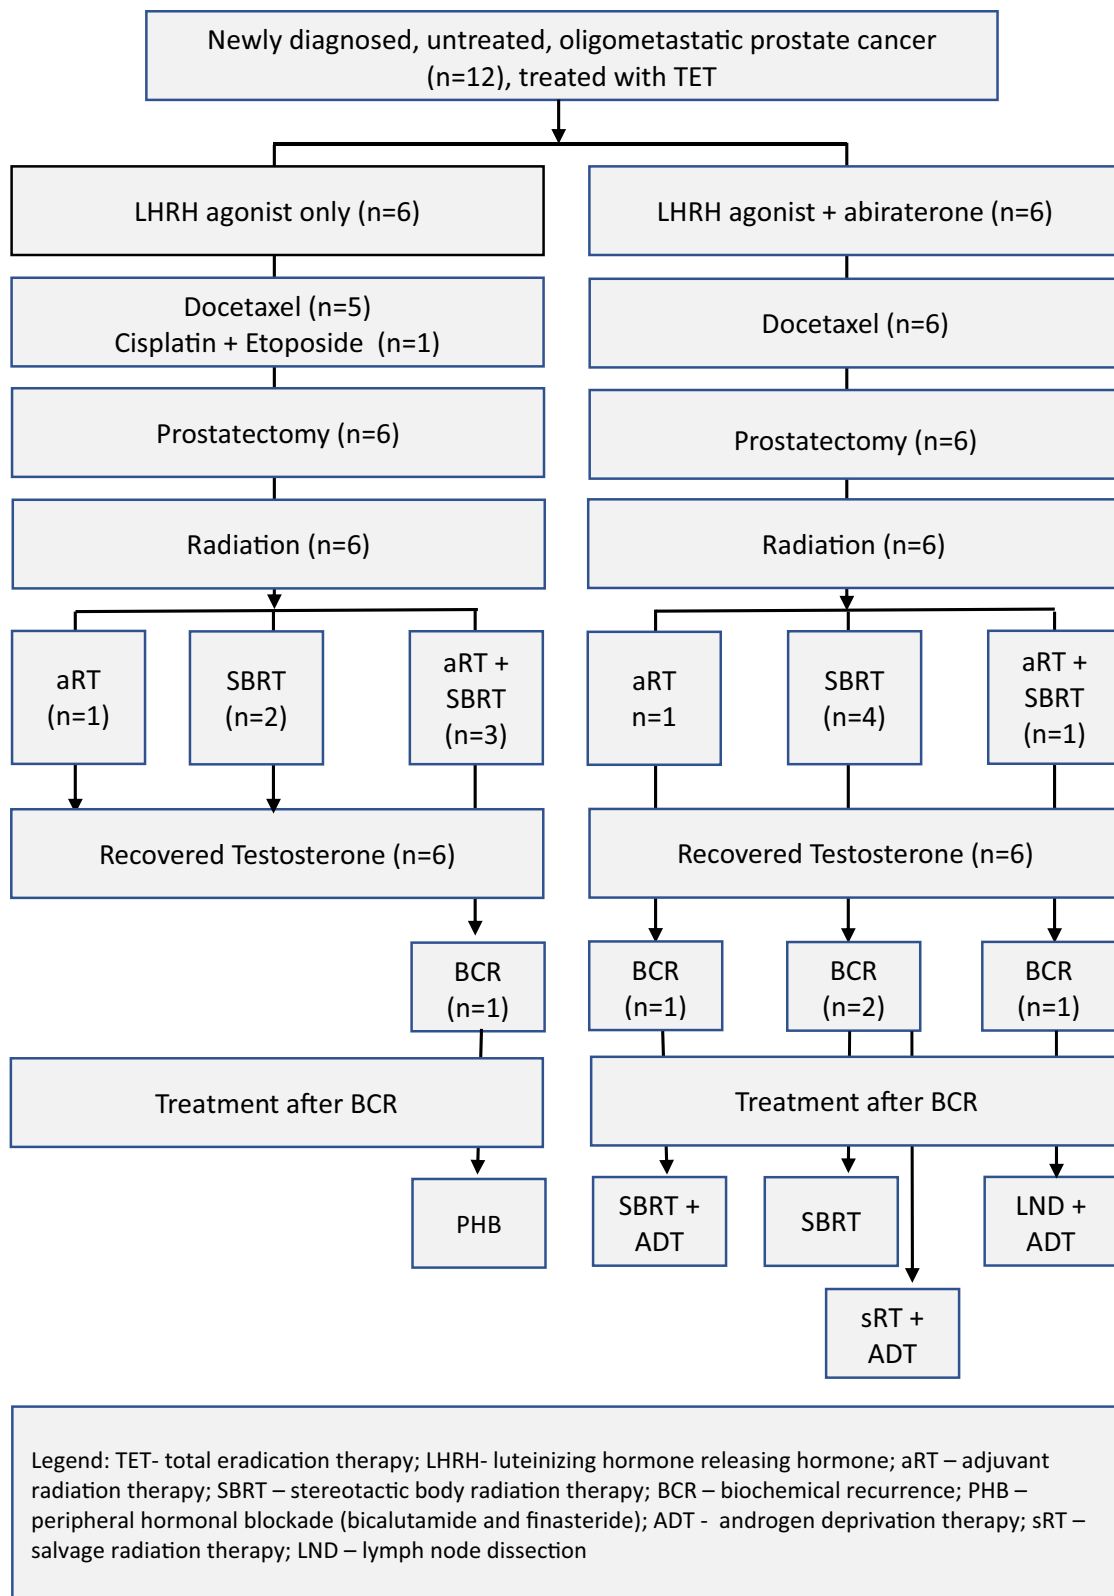 Newly diagnosed, untreated, oligometastatic prostate cancer
(n=12), treated with TET
LHRH agonist only (n=6)
LHRH agonist + abiraterone (n=6)
Docetaxel (n=5)
Cisplatin + Etoposide (n=1)
Docetaxel (n=6)
Prostatectomy (n=6)
Prostatectomy (n=6)
Radiation (n=6)
Radiation (n=6)
aRT
(n=1)
SBRT
(n=2)
aRT +
SBRT
(n=3)
aRT
n=1
SBRT
(n=4)
aRT +
SBRT
(n=1)
Recovered Testosterone (n=6)
Recovered Testosterone (n=6)
BCR
(n=1)
BCR
(n=1)
BCR
(n=2)
BCR
(n=1)
Treatment after BCR
Treatment after BCR
PHB
SBRT +
ADT
SBRT
LND +
ADT
sRT +
ADT
Legend: TET- total eradication therapy; LHRH- luteinizing hormone releasing hormone; aRT – adjuvant
radiation therapy; SBRT – stereotactic body radiation therapy; BCR – biochemical recurrence; PHB –
peripheral hormonal blockade (bicalutamide and finasteride); ADT - androgen deprivation therapy; sRT –
salvage radiation therapy; LND – lymph node dissection